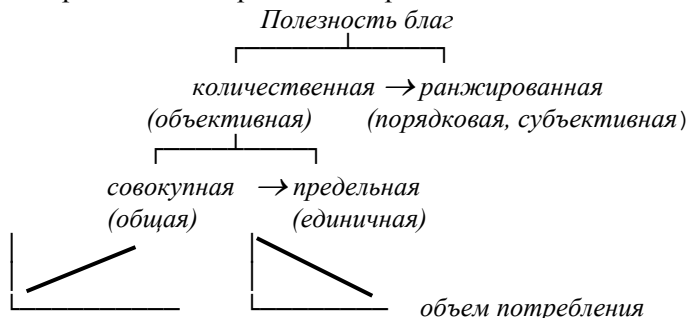 Полезность благ
количественная → ранжированная
(объективная) (порядковая, субъективная)
совокупная → предельная
(общая) (единичная)
объем потребления